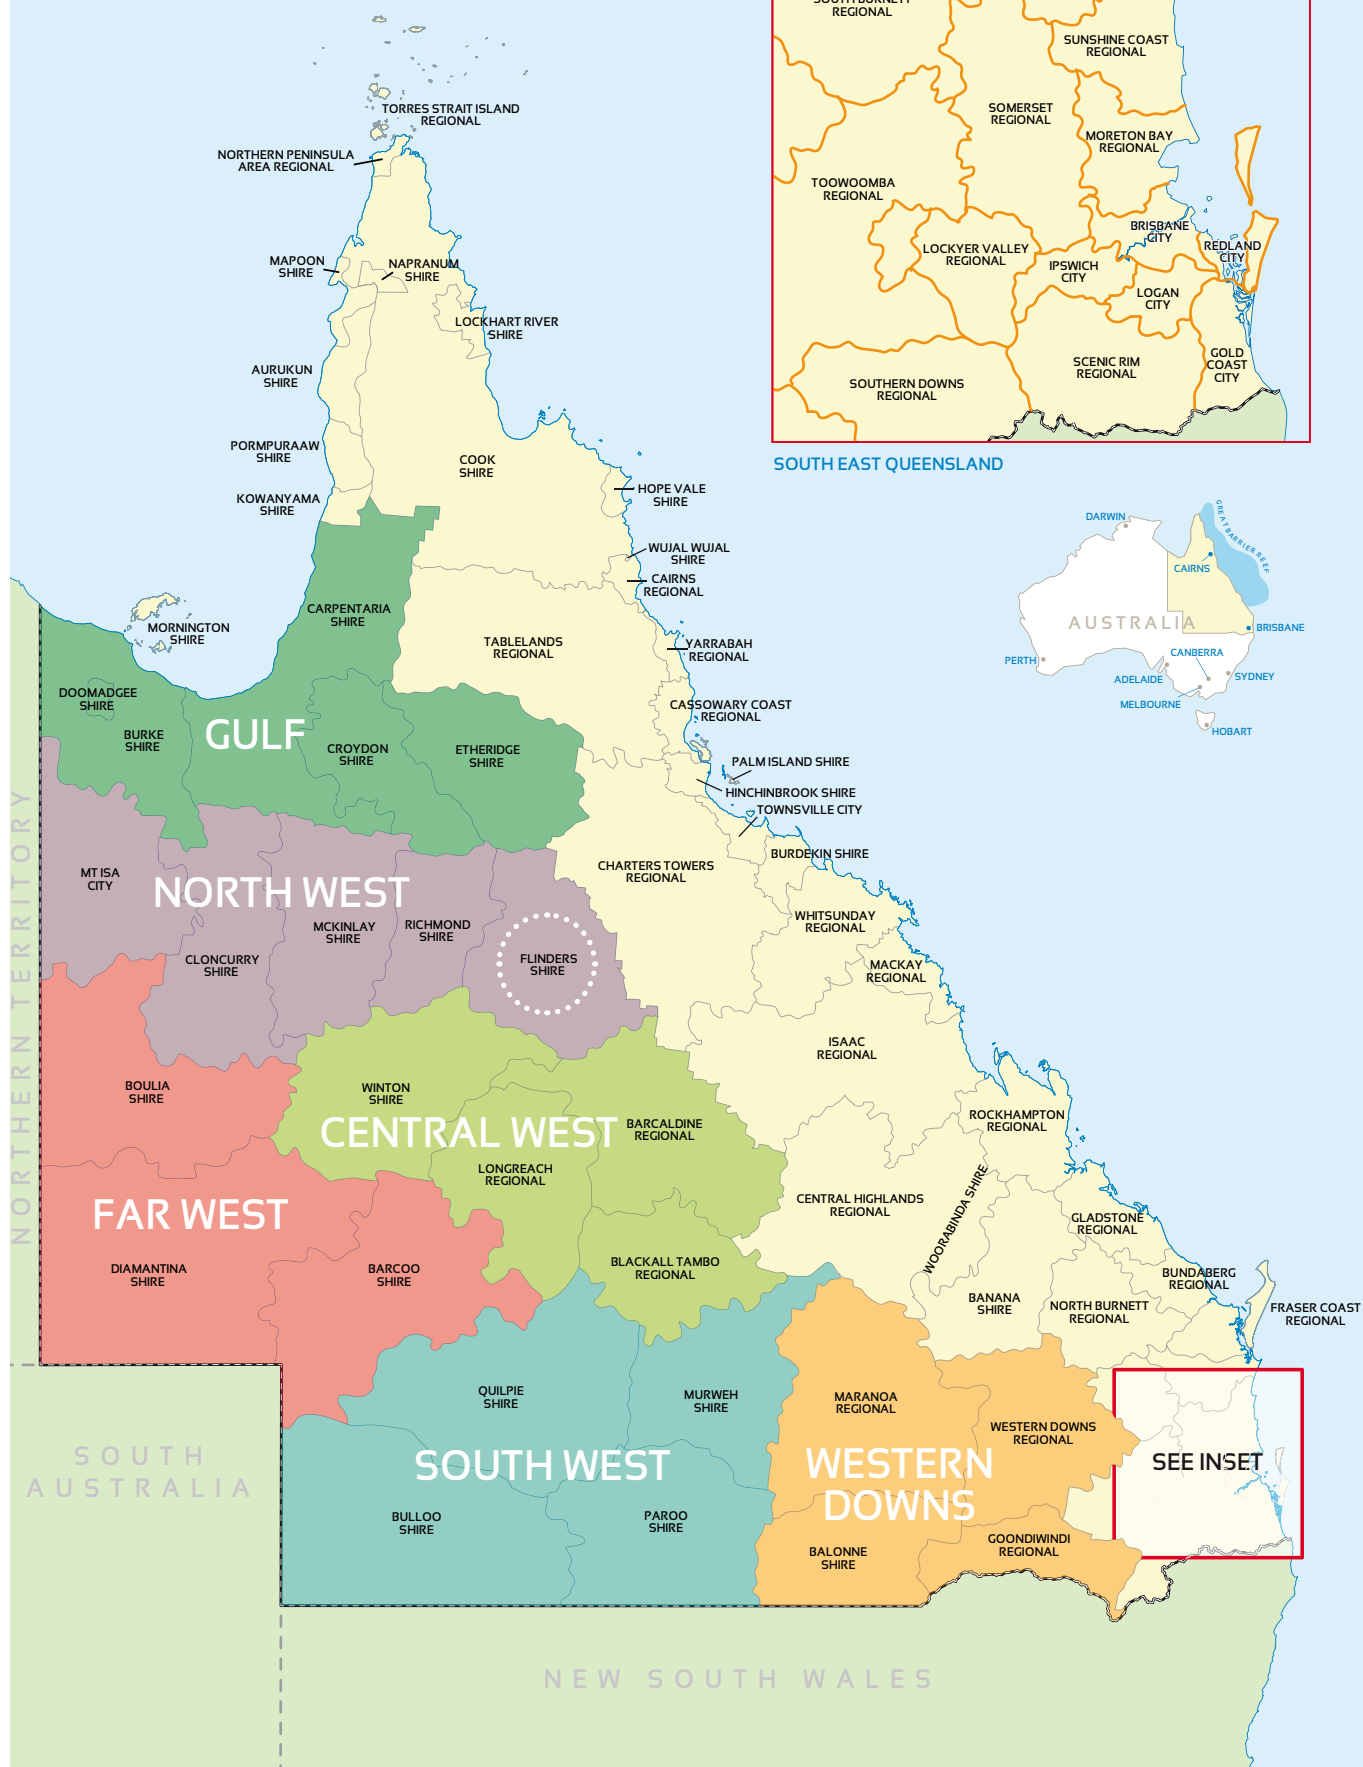 SOUTH BURNETT
REGIONAL
SUNSHINE COAST
REGIONAL
SOMERSET
REGIONAL
MORETON BAY
REGIONAL
TOOWOOMBA
REGIONAL
BRISBANE
CITY
REDLAND
CITY
LOCKYER VALLEY
REGIONAL
IPSWICH
CITY
LOGAN
CITY
SCENIC RIM
REGIONAL
GOLD
COAST
CITY
SOUTHERN DOWNS
REGIONAL
SOUTH EAST QUEENSLAND
TORRES STRAIT ISLAND
REGIONAL
NORTHERN PENINSULA
AREA REGIONAL
MAPOON
SHIRE
NAPRANUM
SHIRE
LOCKHART RIVER
SHIRE
AURUKUN
SHIRE
PORMPURAAW
SHIRE
COOK
SHIRE
KOWANYAMA
SHIRE
HOPE VALE
SHIRE
WUJAL WUJAL
SHIRE
CAIRNS
REGIONAL
DARWIN
GREAT BARRIER REEF
CAIRNS
AUSTRALIA
BRISBANE
CANBERRA
PERTH
ADELAIDE
SYDNEY
MELBOURNE
HOBART
CARPENTARIA
SHIRE
MORNINGTON
SHIRE
TABLELANDS
REGIONAL
YARRABAH
REGIONAL
DOOMADGEE
SHIRE
CASSOWARY COAST
REGIONAL
BURKE
SHIRE
GULF
CROYDON
SHIRE
ETHERIDGE
SHIRE
PALM ISLAND SHIRE
HINCHINBROOK SHIRE
TOWNSVILLE CITY
BURDEKIN SHIRE
CHARTERS TOWERS
REGIONAL
NORTHERN TERRITORY
MT ISA
CITY
NORTH WEST
WHITSUNDAY
REGIONAL
MCKINLAY
SHIRE
RICHMOND
SHIRE
CLONCURRY
SHIRE
FLINDERS
SHIRE
MACKAY
REGIONAL
ISAAC
REGIONAL
BOULIA
SHIRE
WINTON
SHIRE
CENTRAL WEST
BARCALDINE
REGIONAL
ROCKHAMPTON
REGIONAL
LONGREACH
REGIONAL
CENTRAL HIGHLANDS
REGIONAL
WOORABINDA SHIRE
FAR WEST
GLADSTONE
REGIONAL
DIAMANTINA
SHIRE
BARCOO
SHIRE
BLACKALL TAMBO
REGIONAL
BUNDABERG
REGIONAL
BANANA
SHIRE
NORTH BURNETT
REGIONAL
FRASER COAST
REGIONAL
QUILPIE
SHIRE
MURWEH
SHIRE
MARANOA
REGIONAL
WESTERN DOWNS
REGIONAL
SOUTH
AUSTRALIA
SOUTH WEST
WESTERN
DOWNS
SEE INSET
BULLOO
SHIRE
PAROO
SHIRE
BALONNE
SHIRE
GOONDIWINDI
REGIONAL
NEW SOUTH WALES